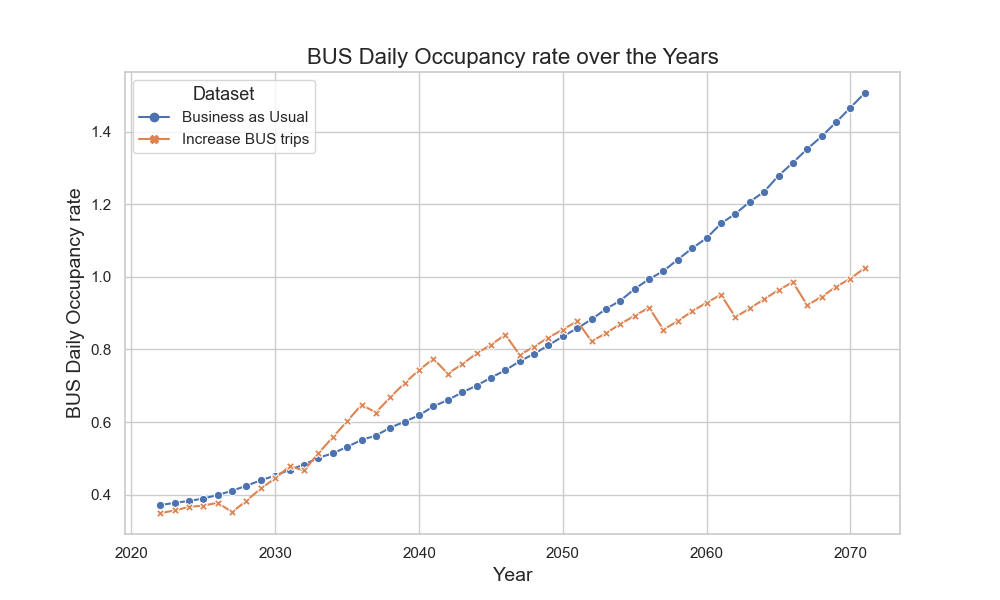 BUS Daily Occupancy rate over the Years
Dataset
Business as Usual
Increase BUS trips
BUS Daily Occupancy rate
1.4
1.2
1.0
0.8
0.6
0.4
2020 2030 2040 2050 2060 2070
Year